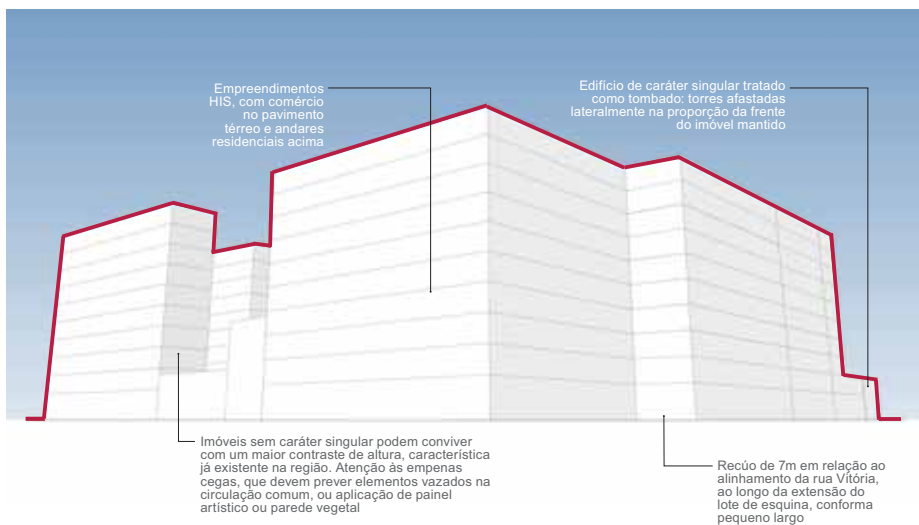 Empreendimentos
HIS, com comércio
no pavimento
térreo e andares
residenciais acima
Edifício de caráter singular tratado
como tombado: torres afastadas
lateralmente na proporção da frente
do imóvel mantido
Imóveis sem caráter singular podem conviver
com um maior contraste de altura, característica
já existente na região. Atenção às empenas
cegas, que devem prever elementos vazados na
circulação comum, ou aplicação de painel
artístico ou parede vegetal
Recúo de 7m em relação ao
alinhamento da rua Vitória,
ao longo da extensão do
lote de esquina, conforma
pequeno largo